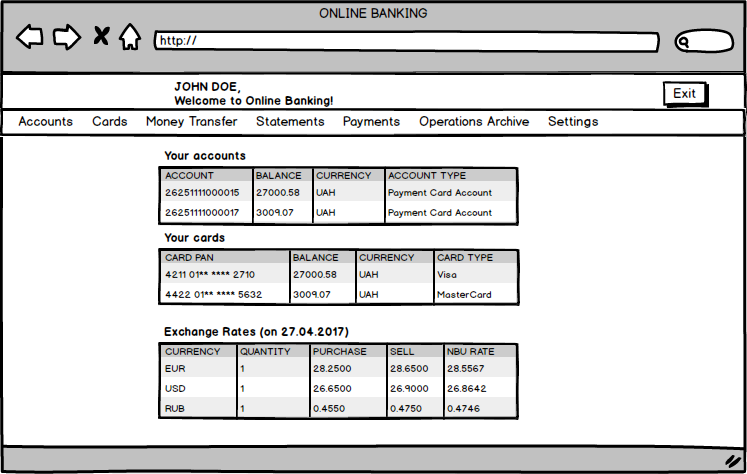 ONLINE BANKING
http://
JOHN DOE,
Welcome to Online Banking!
Exit
Accounts Cards Money Transfer Statements Payments Operations Archive Settings
Your accounts
ACCOUNT BALANCE CURRENCY ACCOUNT TYPE
26251111000015 27000.58 UAH Payment Card Account
26251111000017 3009.07 UAH Payment Card Account
Your cards
CARD PAN BALANCE CURRENCY CARD TYPE
4211 01** **** 2710 27000.58 UAH Visa
4422 01** **** 5632 3009.07 UAH MasterCard
Exchange Rates (on 27.04.2017)
CURRENCY QUANTITY PURCHASE SELL NBU RATE
EUR 1 28.2500 28.6500 28.5567
USD 1 26.6500 26.9000 26.8642
RUB 1 0.4550 0.4750 0.4746